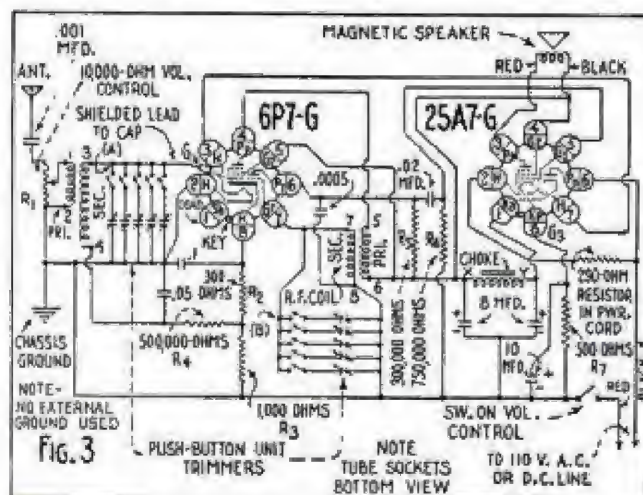 .001
MFD.
ANT.
10,000-OHM VOL.
CONTROL
SHIELDED LEAD
TO CAP
(A)
6P7-G
MAGNETIC SPEAKER
RED
BLACK
25A7-G
.0005
.02
MFD.
R1
PRI.
SEC.
KEY
.1
300
OHMS
R2
.05
500,000-OHMS
R4
1,000 OHMS
R3
(B)
R.F. COIL
SEC.
PRI.
300,000 OHMS
750,000 OHMS
CHOKE
8 MFD.
10
MFD.
G3
290-OHM
RESISTOR
IN PWR.
CORD
500-OHMS
R7
RED
CHASSIS
GROUND
NOTE-
NO EXTERNAL
GROUND USED
FIG. 3
PUSH-BUTTON UNIT
TRIMMERS
NOTE
TUBE SOCKETS
BOTTOM VIEW
SW. ON VOL.
CONTROL
TO 110 V. A.C.
OR D.C. LINE